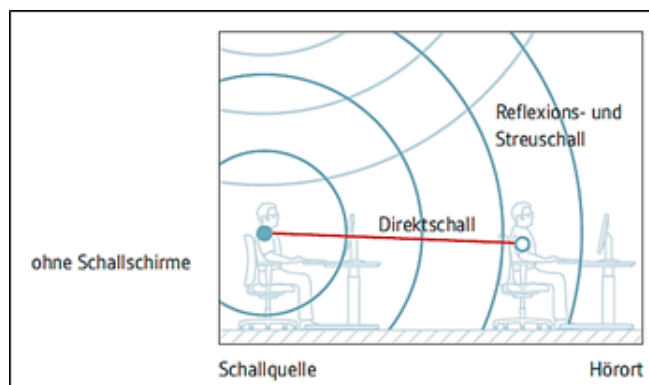 Reflexions- und
Streuschall
Direktschall
ohne Schallschirme
Schallquelle
Hörort